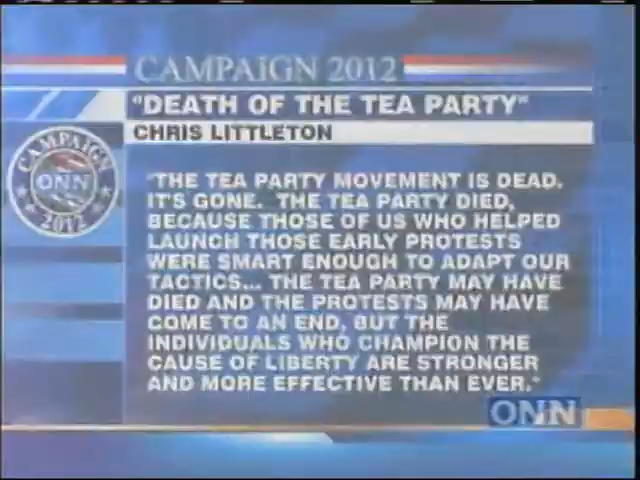 CAMPAIGN 2012
"DEATH OF THE TEA PARTY"
CHRIS LITTLETON
CAMPAIGN
ONN
2012
"THE TEA PARTY MOVEMENT IS DEAD.
IT'S GONE. THE TEA PARTY DIED,
BECAUSE THOSE OF US WHO HELPED
LAUNCH THOSE EARLY PROTESTS
WERE SMART ENOUGH TO ADAPT OUR
TACTICS... THE TEA PARTY MAY HAVE
DIED AND THE PROTESTS MAY HAVE
COME TO AN END, BUT THE
INDIVIDUALS WHO CHAMPION THE
CAUSE OF LIBERTY ARE STRONGER
AND MORE EFFECTIVE THAN EVER."
ONN